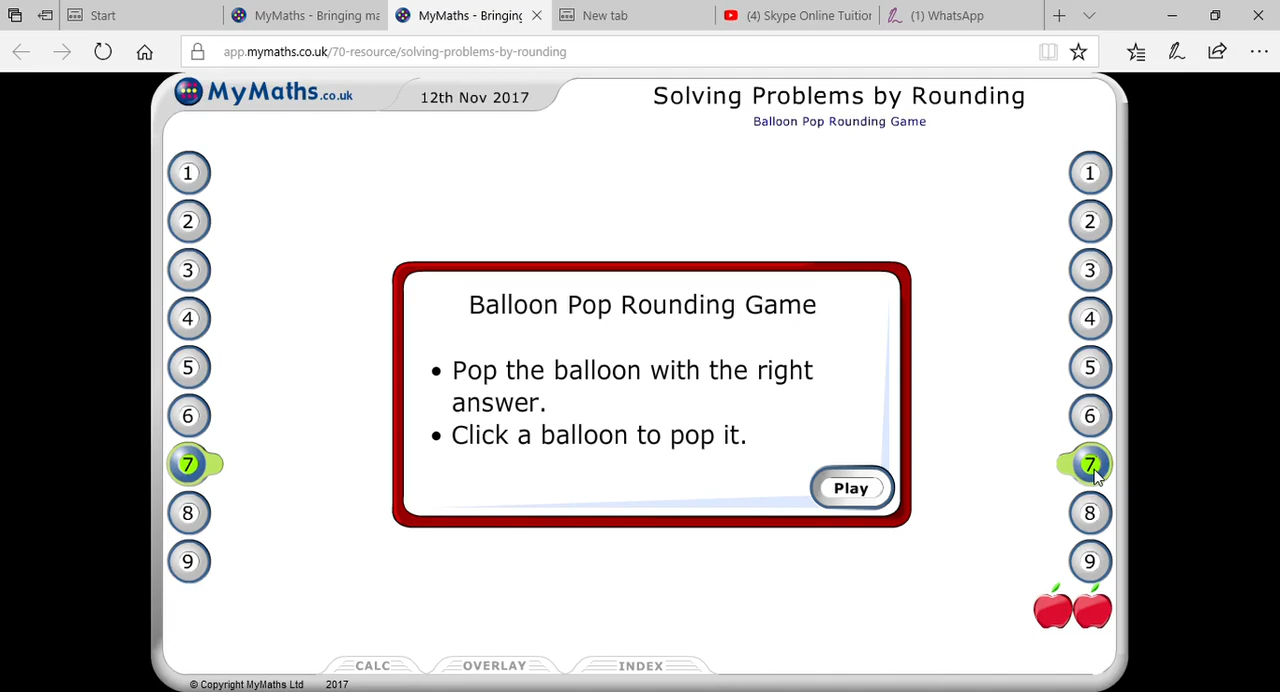 Start
MyMaths - Bringing ma
MyMaths - Bringing
New tab
(4) Skype Online Tuition
(1) WhatsApp
app.mymaths.co.uk/70-resource/solving-problems-by-rounding
MyMaths.co.uk
12th Nov 2017
Solving Problems by Rounding
Balloon Pop Rounding Game
1
2
3
4
5
6
7
8
9
Balloon Pop Rounding Game
• Pop the balloon with the right
answer.
• Click a balloon to pop it.
Play
1
2
3
4
5
6
7
8
9
CALC
OVERLAY
INDEX
© Copyright MyMaths Ltd 2017